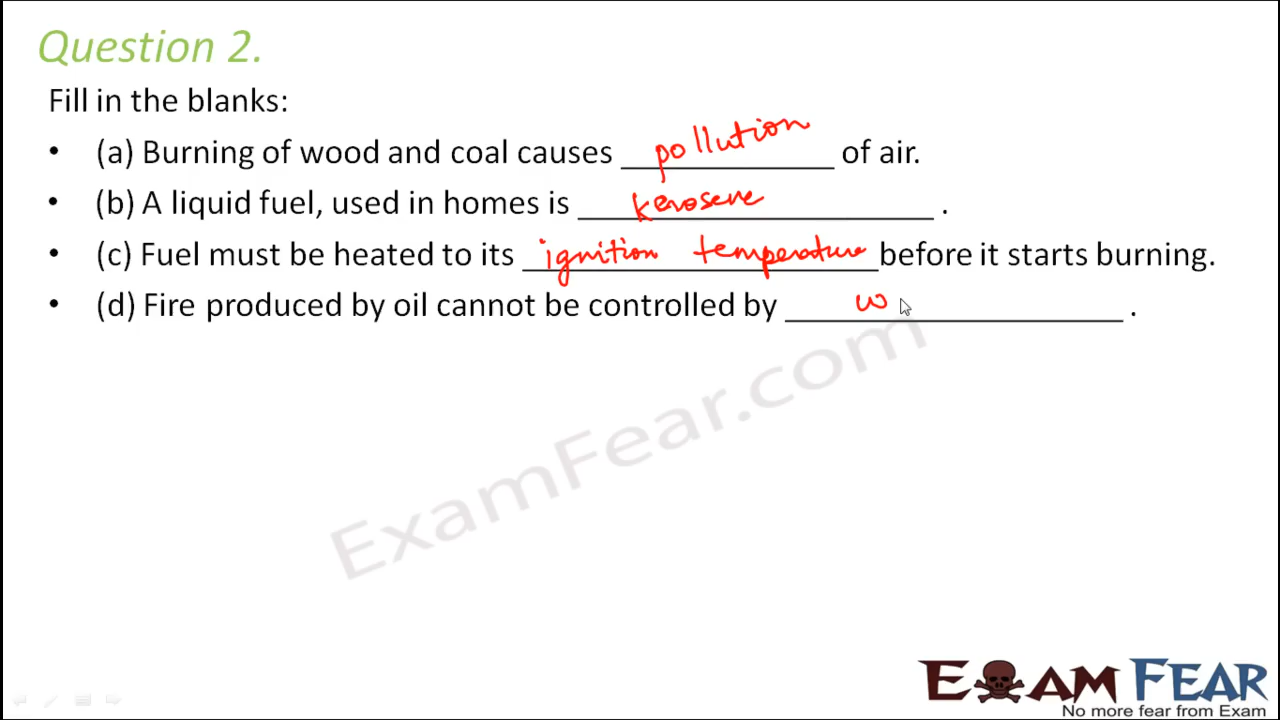 Question 2.
Fill in the blanks:
• (a) Burning of wood and coal causes pollution of air.
• (b) A liquid fuel, used in homes is kerosene .
• (c) Fuel must be heated to its ignition temperature before it starts burning.
• (d) Fire produced by oil cannot be controlled by w .
ExamFear.com
EXAM FEAR
No more fear from Exam